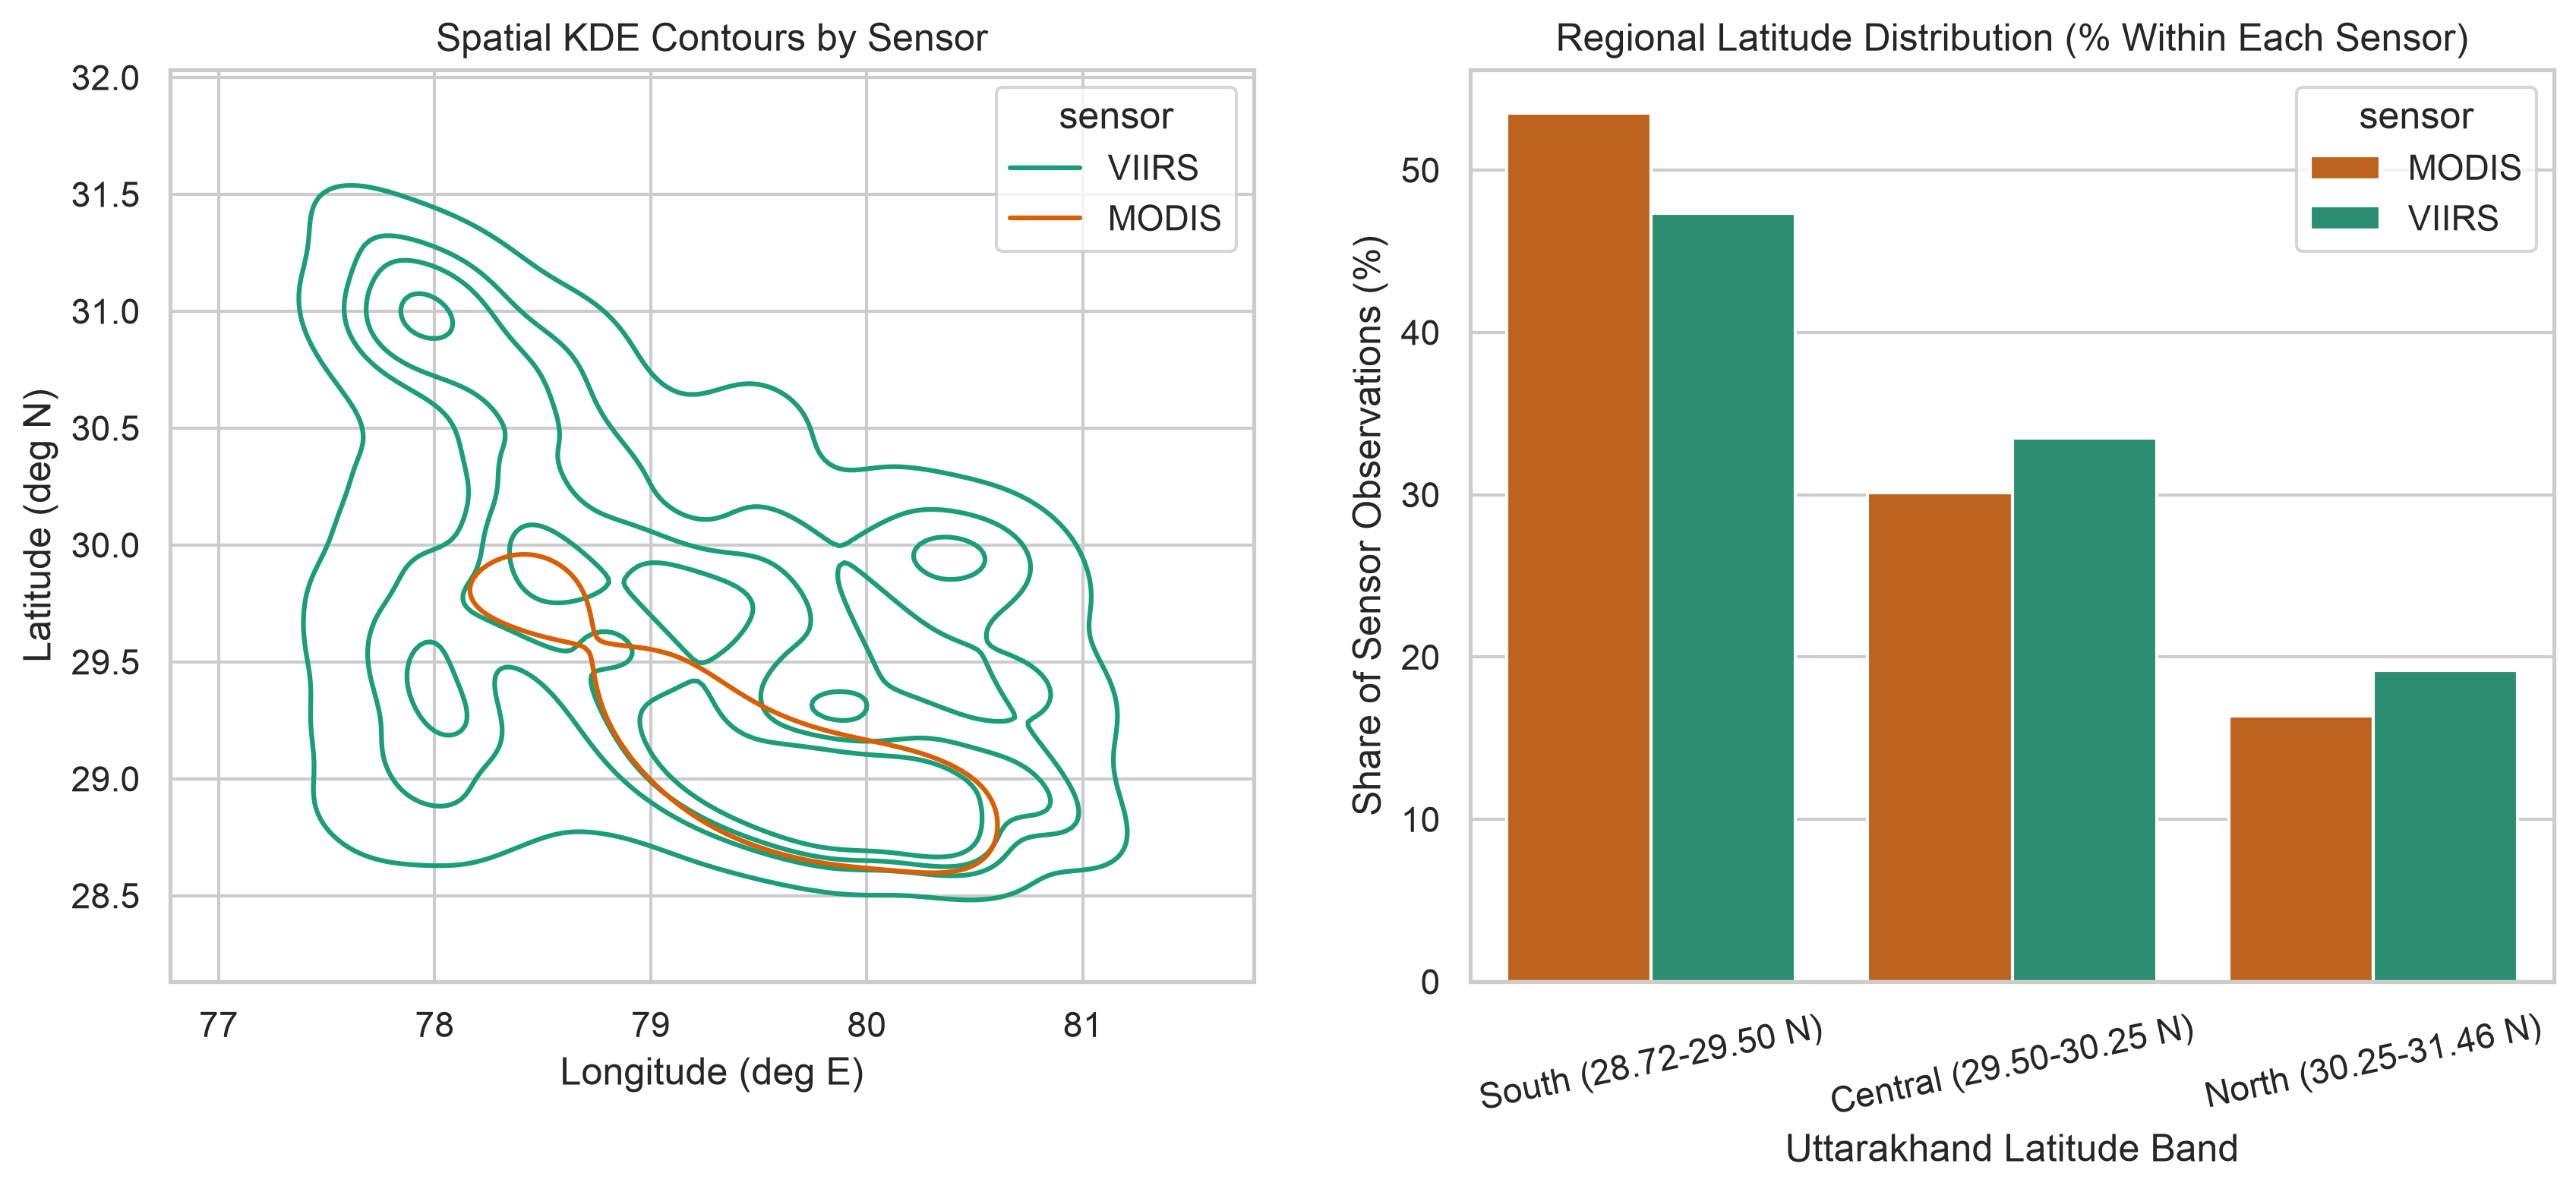 Spatial KDE Contours by Sensor
32.0
31.5
31.0
30.5
30.0
29.5
29.0
28.5
Latitude (deg N)
77 78 79 80 81
Longitude (deg E)
sensor
VIIRS
MODIS
Regional Latitude Distribution (% Within Each Sensor)
50
40
30
20
10
0
Share of Sensor Observations (%)
South (28.72-29.50 N)
Central (29.50-30.25 N)
North (30.25-31.46 N)
Uttarakhand Latitude Band
sensor
MODIS
VIIRS